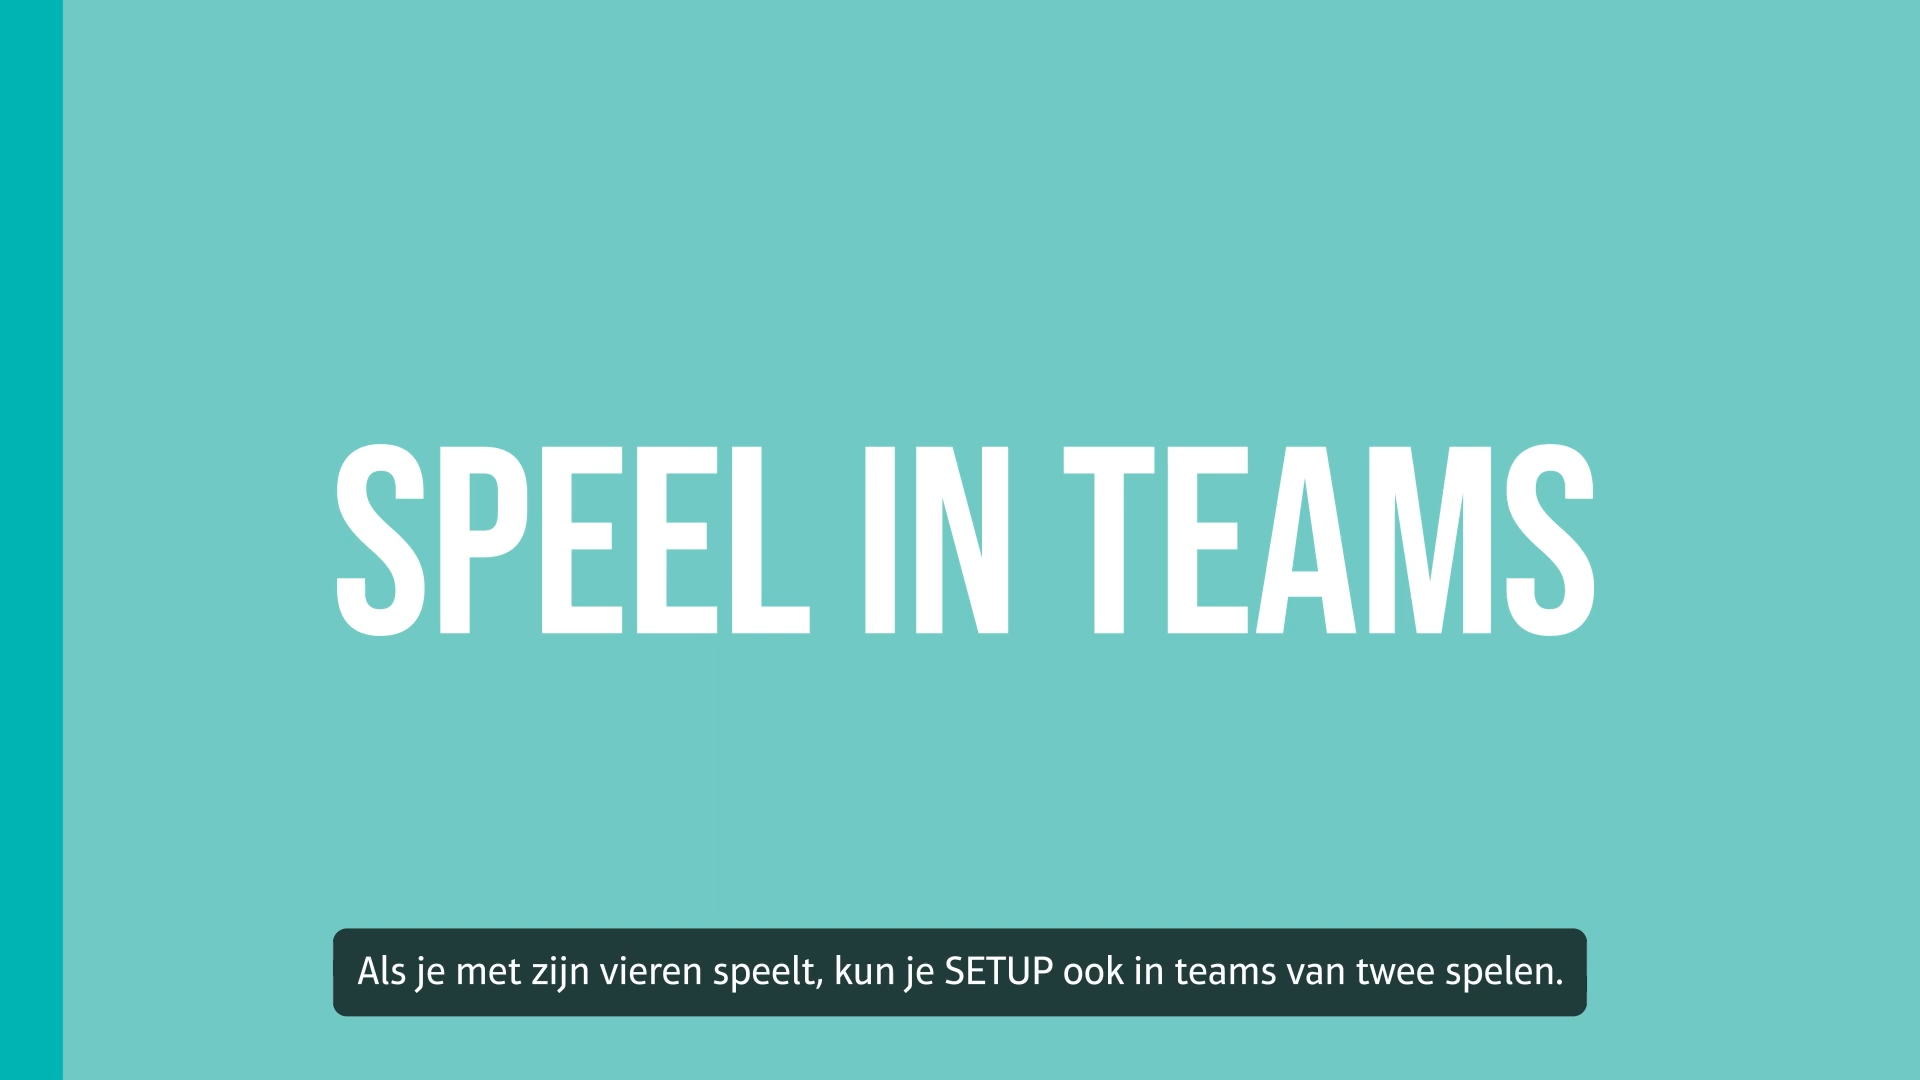 SPEEL IN TEAMS
Als je met zijn vieren speelt, kun je SETUP ook in teams van twee spelen.